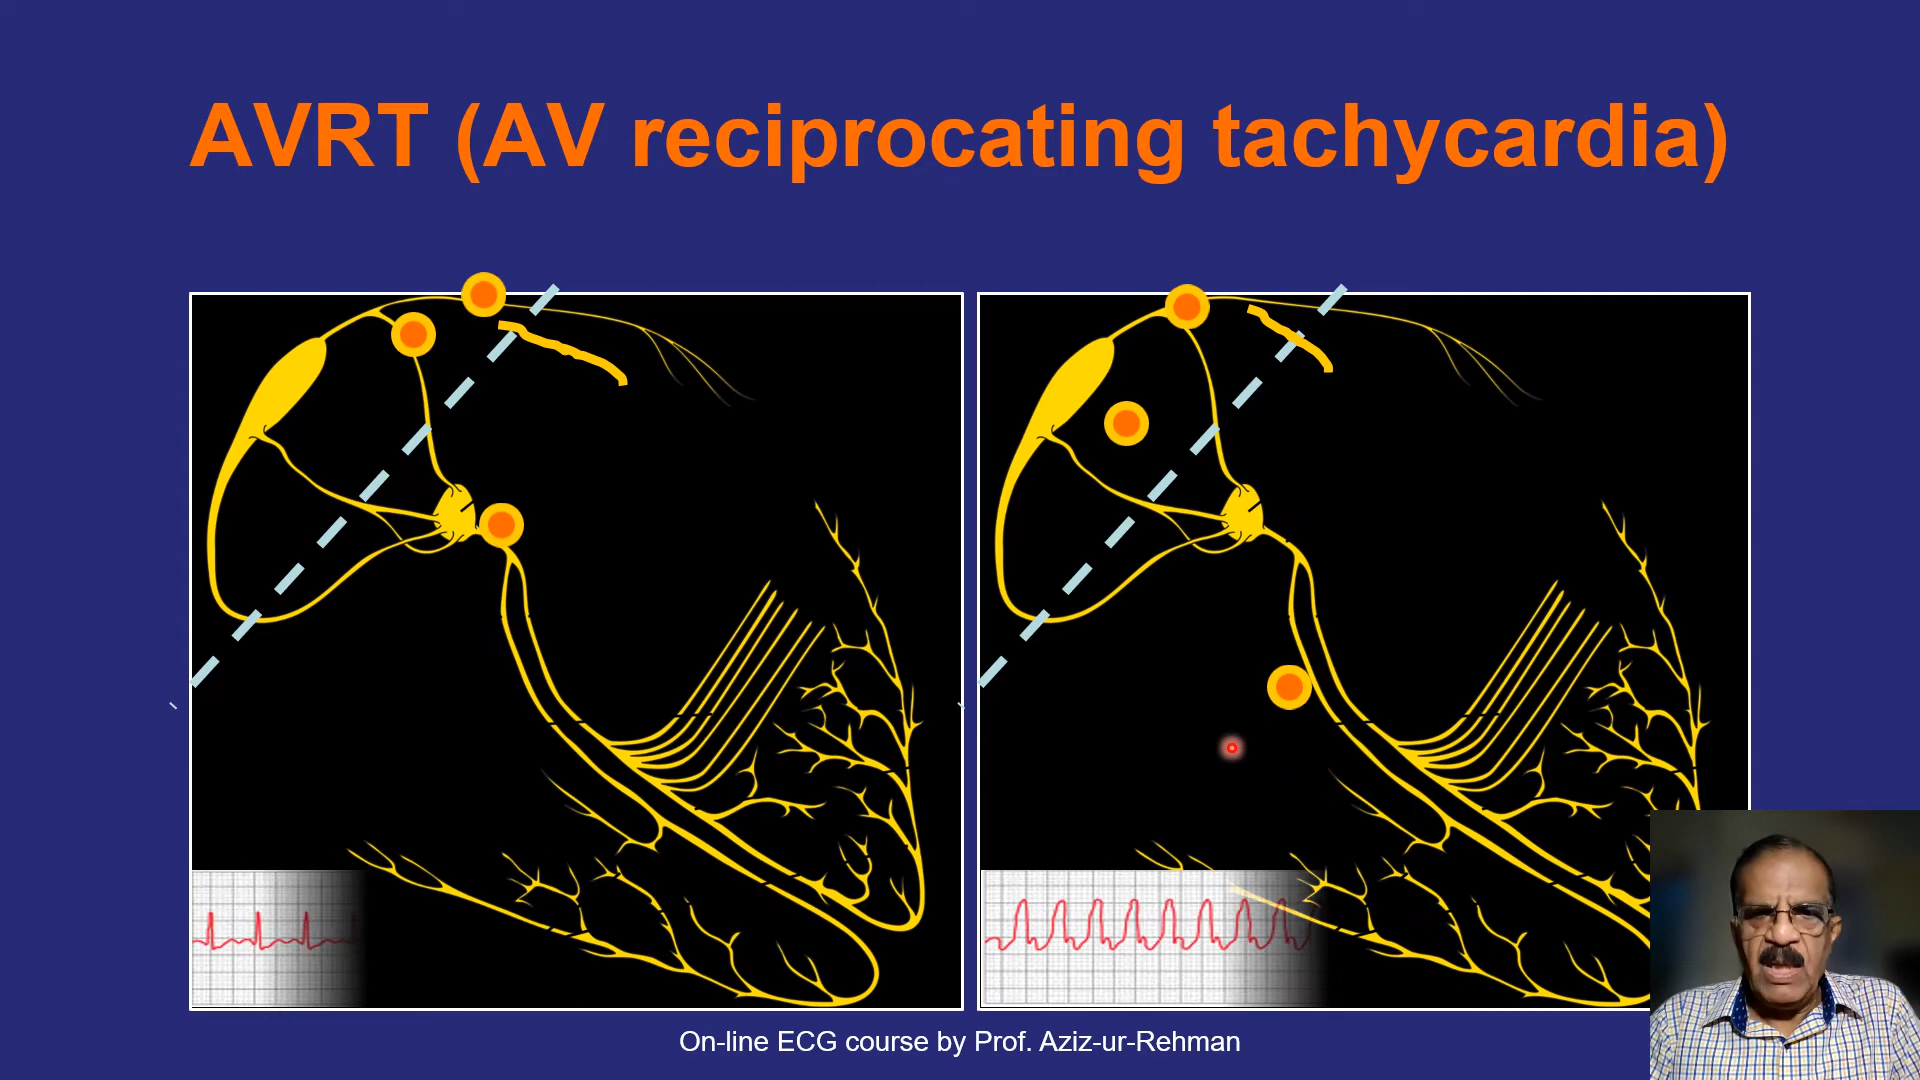 AVRT (AV reciprocating tachycardia)
On-line ECG course by Prof. Aziz-ur-Rehman